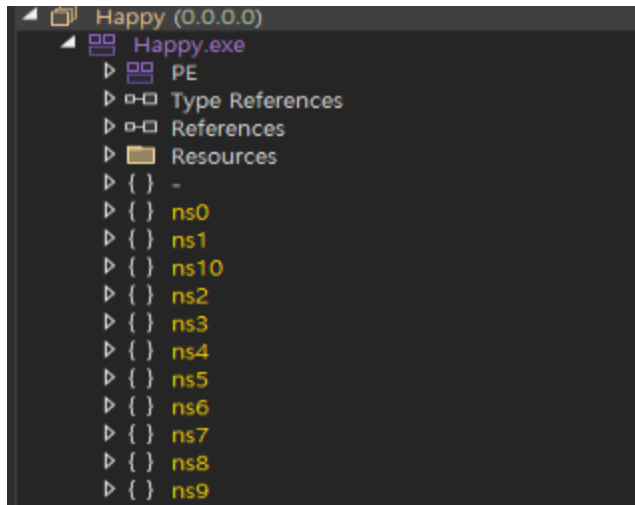 Happy (0.0.0.0)
Happy.exe
PE
Type References
References
Resources
{ } -
{ } ns0
{ } ns1
{ } ns10
{ } ns2
{ } ns3
{ } ns4
{ } ns5
{ } ns6
{ } ns7
{ } ns8
{ } ns9